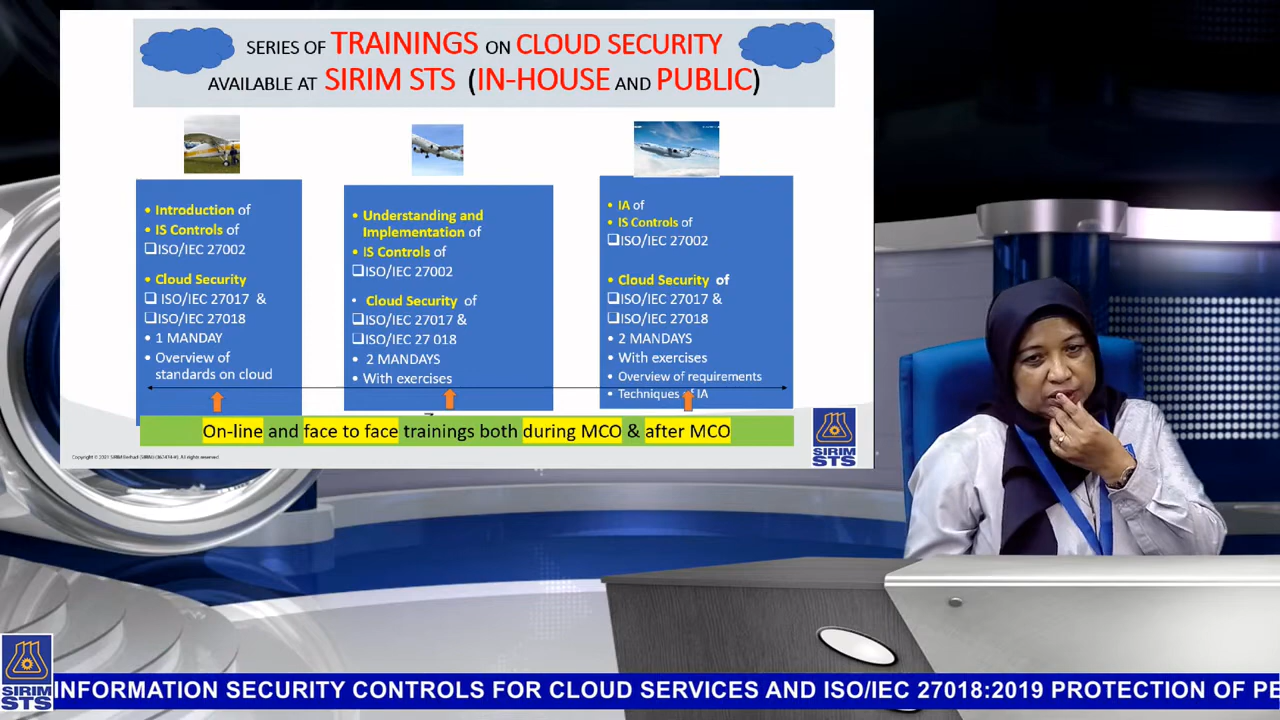 SERIES OF TRAININGS ON CLOUD SECURITY
AVAILABLE AT SIRIM STS (IN-HOUSE AND PUBLIC)
• Introduction of
• IS Controls of
❑ISO/IEC 27002
• Cloud Security
❑ ISO/IEC 27017 &
❑ISO/IEC 27018
• 1 MANDAY
• Overview of
standards on cloud
• Understanding and
Implementation of
• IS Controls of
❑ISO/IEC 27002
• Cloud Security of
❑ISO/IEC 27017 &
❑ISO/IEC 27 018
• 2 MANDAYS
• With exercises
• IA of
• IS Controls of
❑ISO/IEC 27002
• Cloud Security of
❑ISO/IEC 27017 &
❑ISO/IEC 27018
• 2 MANDAYS
• With exercises
• Overview of requirements
• Techniques of IA
On-line and face to face trainings both during MCO & after MCO
SIRIM
STS
SIRIM
STS
INFORMATION SECURITY CONTROLS FOR CLOUD SERVICES AND ISO/IEC 27018:2019 PROTECTION OF PE